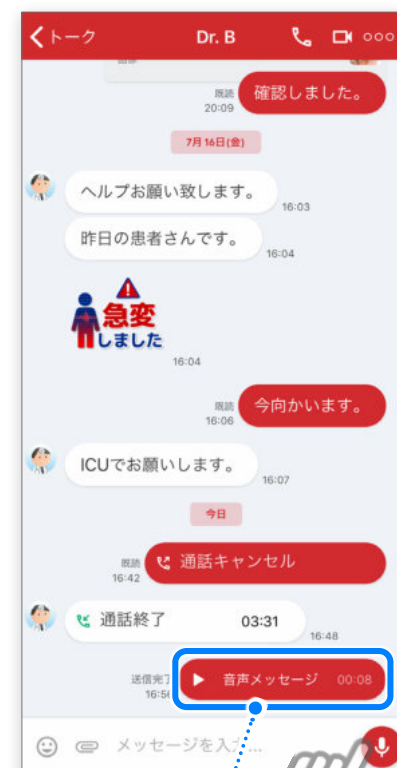 トーク
Dr. B
既読
20:09
確認しました。
7月16日(金)
ヘルプお願い致します。
16:03
昨日の患者さんです。
16:04
急変
しました
16:04
既読
16:06
今向かいます。
ICUでお願いします。
16:07
今日
既読
16:42
通話キャンセル
通話終了
03:31
16:48
送信完了
16:56
音声メッセージ
00:08
メッセージを入力...